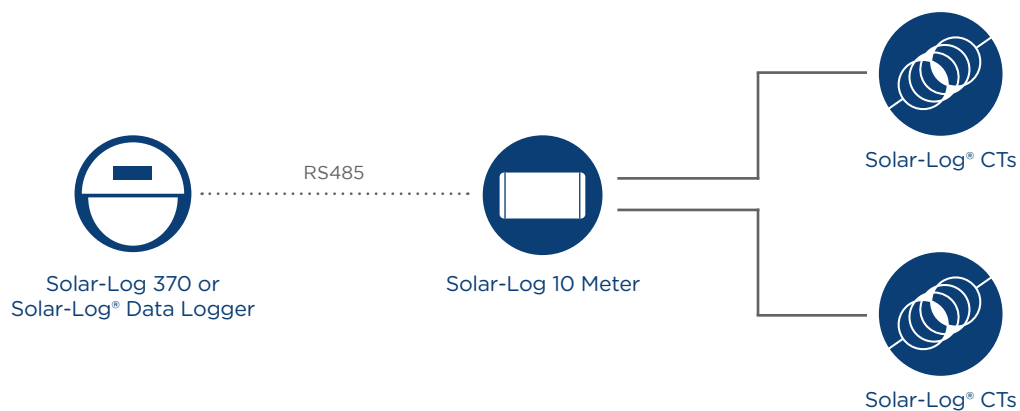 RS485
Solar-Log 370 or
Solar-Log® Data Logger
Solar-Log 10 Meter
Solar-Log® CTs
Solar-Log® CTs